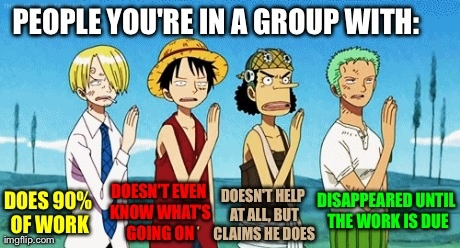 PEOPLE YOU'RE IN A GROUP WITH:
DOES 90%
OF WORK
DOESN'T EVEN
KNOW WHAT'S
GOING ON
DOESN'T HELP
AT ALL, BUT
CLAIMS HE DOES
DISAPPEARED UNTIL
THE WORK IS DUE
imgflip.com